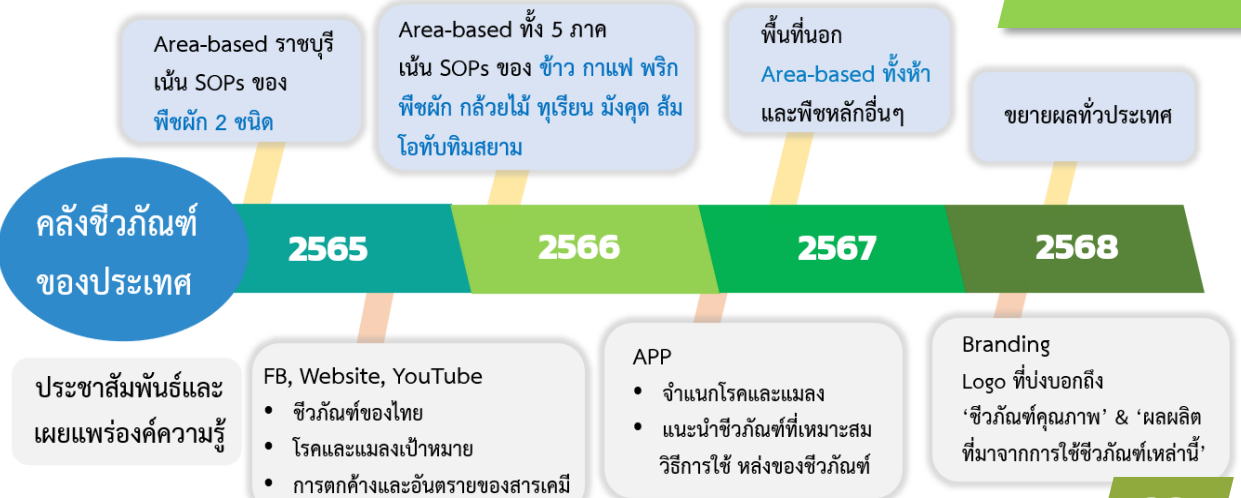 Area-based ราชบุรี
เน้น SOPs ของ
พืชผัก 2 ชนิด
Area-based ทั้ง 5 ภาค
เน้น SOPs ของ ข้าว กาแฟ พริก
พืชผัก กล้วยไม้ ทุเรียน มังคุด ส้ม
โอทับทิมสยาม
พื้นที่นอก
Area-based ทั้งห้า
และพืชหลักอื่นๆ
ขยายผลทั่วประเทศ
คลังชีวภัณฑ์
ของประเทศ
2565
2566
2567
2568
ประชาสัมพันธ์และ
เผยแพร่องค์ความรู้
FB, Website, YouTube
• ชีวภัณฑ์ของไทย
• โรคและแมลงเป้าหมาย
• การตกค้างและอันตรายของสารเคมี
APP
• จำแนกโรคและแมลง
• แนะนำชีวภัณฑ์ที่เหมาะสม
วิธีการใช้ หล่งของชีวภัณฑ์
Branding
Logo ที่บ่งบอกถึง
‘ชีวภัณฑ์คุณภาพ’ & ‘ผลผลิต
ที่มาจากการใช้ชีวภัณฑ์เหล่านี้’